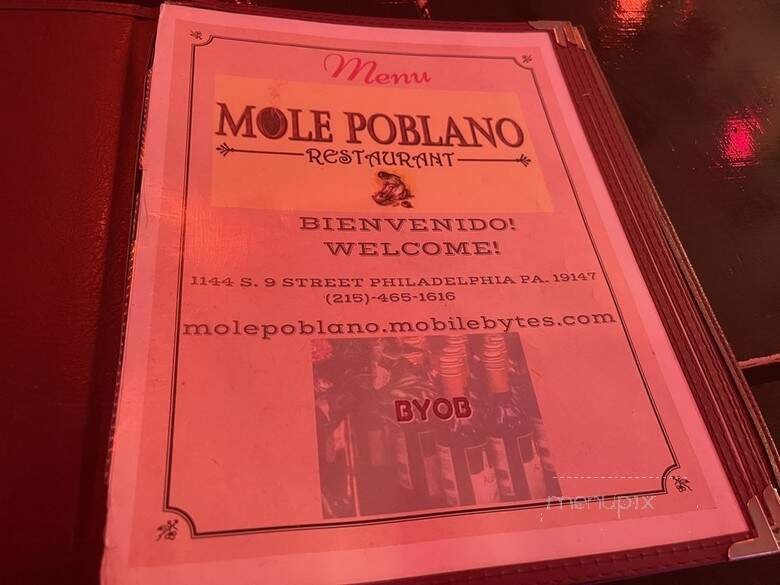 Menu
MOLE POBLANO
RESTAURANT
BIENVENIDO!
WELCOME!
1144 S. 9 STREET PHILADELPHIA PA. 19147
(215)-465-1616
molepoblano.mobilebytes.com
BYOB
menupix